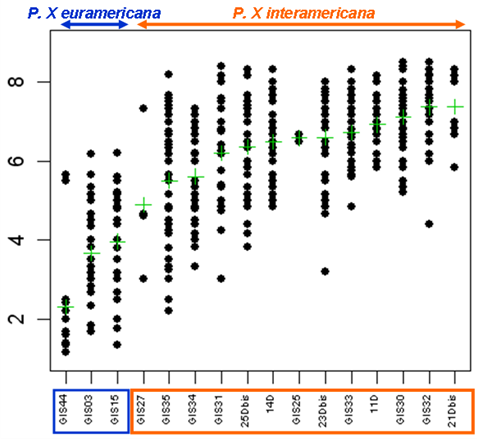 P. X euramericana P. X interamericana
8
6
4
2
GIS44 GIS03 GIS15 GIS27 GIS35 GIS34 GIS31 25Dbis 14D GIS25 23Dbis GIS33 11D GIS30 GIS32 21Dbis